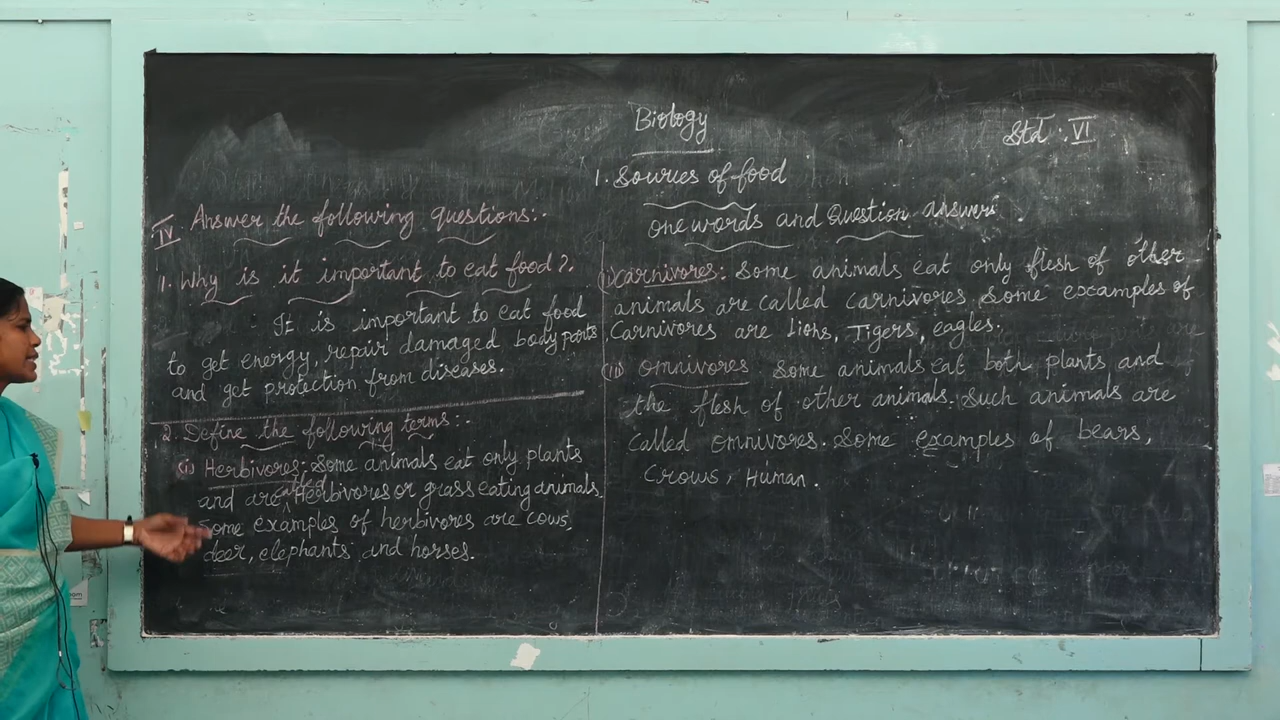 Biology
Std : VI
1. Sources of food
one words and Question answers.
IV. Answer the following questions:-
1. Why is it important to eat food?.
It is important to eat food
to get energy, repair damaged body parts
and get protection from diseases.
2. Define the following terms:-
(i) Herbivores: Some animals eat only plants
and are called Herbivores or grass eating animals.
Some examples of herbivores are cows,
deer, elephants and horses.
(ii) Carnivores: Some animals eat only flesh of other
animals are called carnivores. Some examples of
Carnivores are Lions, Tigers, eagles.
(iii) omnivores. Some animals eat both plants and
the flesh of other animals. Such animals are
called omnivores. Some examples of bears,
Crows, Human.